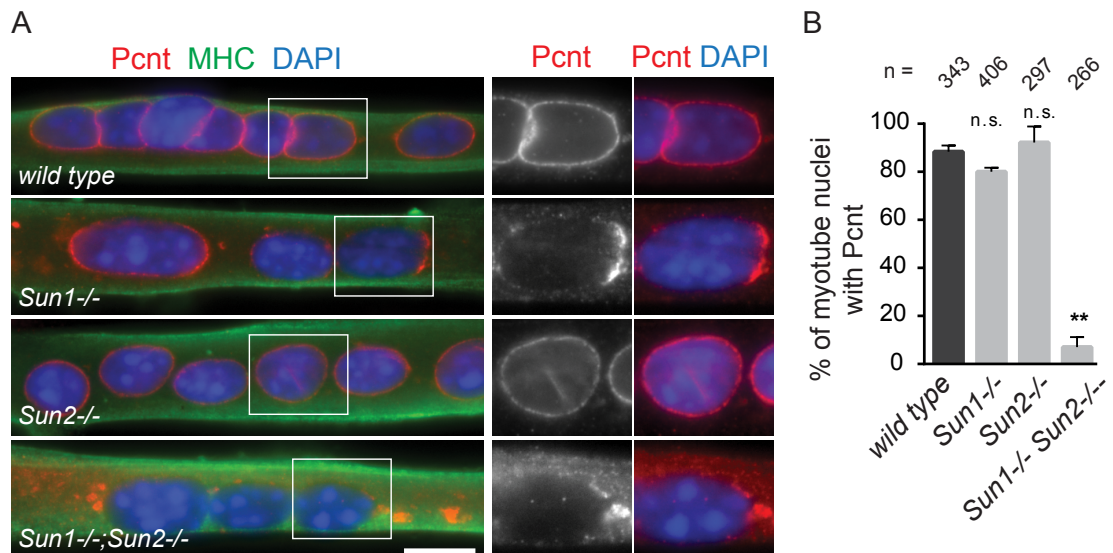 A
Pcnt MHC DAPI
Pcnt
Pcnt DAPI
wild type
Sun1-/-
Sun2-/-
Sun1-/-;Sun2-/-
B
n = 343 406 297 266
n.s.
n.s.
**
% of myotube nuclei
with Pcnt
100
80
60
40
20
0
wild type
Sun1-/-
Sun2-/-
Sun1-/- Sun2-/--